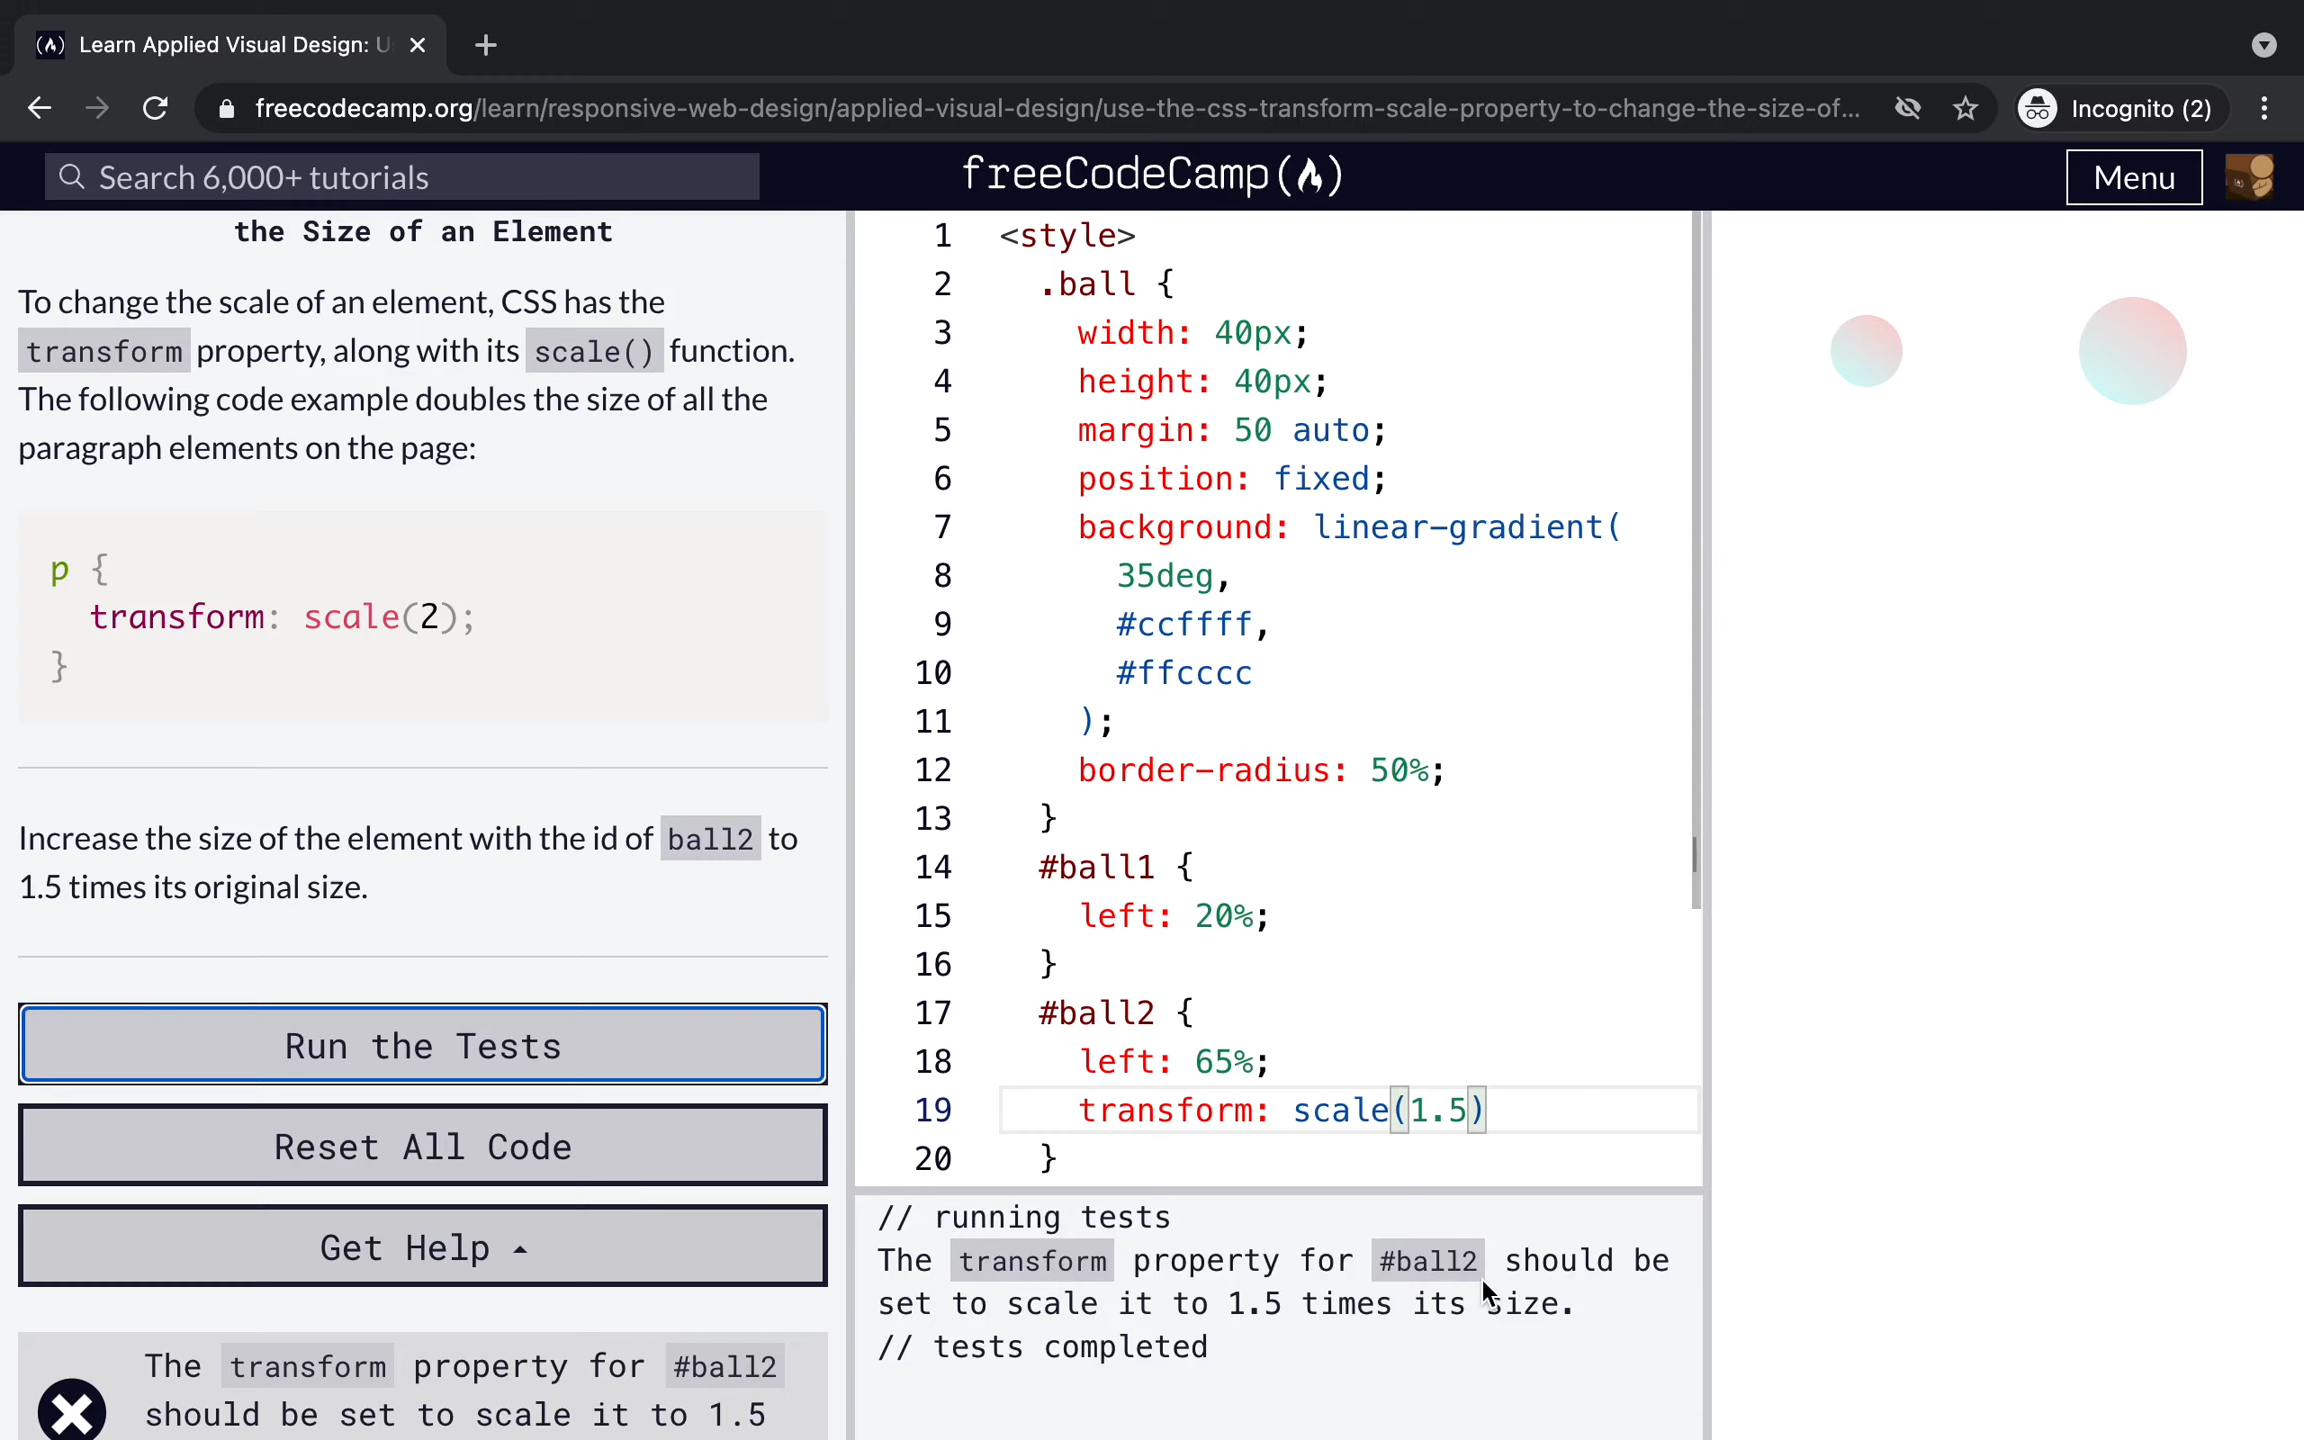 Learn Applied Visual Design: U
freecodecamp.org/learn/responsive-web-design/applied-visual-design/use-the-css-transform-scale-property-to-change-the-size-of...
Incognito (2)
Search 6,000+ tutorials
freeCodeCamp(🔥)
Menu
the Size of an Element
To change the scale of an element, CSS has the
transform property, along with its scale() function.
The following code example doubles the size of all the
paragraph elements on the page:
p {
transform: scale(2);
}
Increase the size of the element with the id of ball2 to
1.5 times its original size.
Run the Tests
Reset All Code
Get Help
The transform property for #ball2
should be set to scale it to 1.5
1 <style>
2 .ball {
3 width: 40px;
4 height: 40px;
5 margin: 50 auto;
6 position: fixed;
7 background: linear-gradient(
8 35deg,
9 #ccffff,
10 #ffcccc
11 );
12 border-radius: 50%;
13 }
14 #ball1 {
15 left: 20%;
16 }
17 #ball2 {
18 left: 65%;
19 transform: scale(1.5)
20 }
// running tests
The transform property for #ball2 should be
set to scale it to 1.5 times its size.
// tests completed